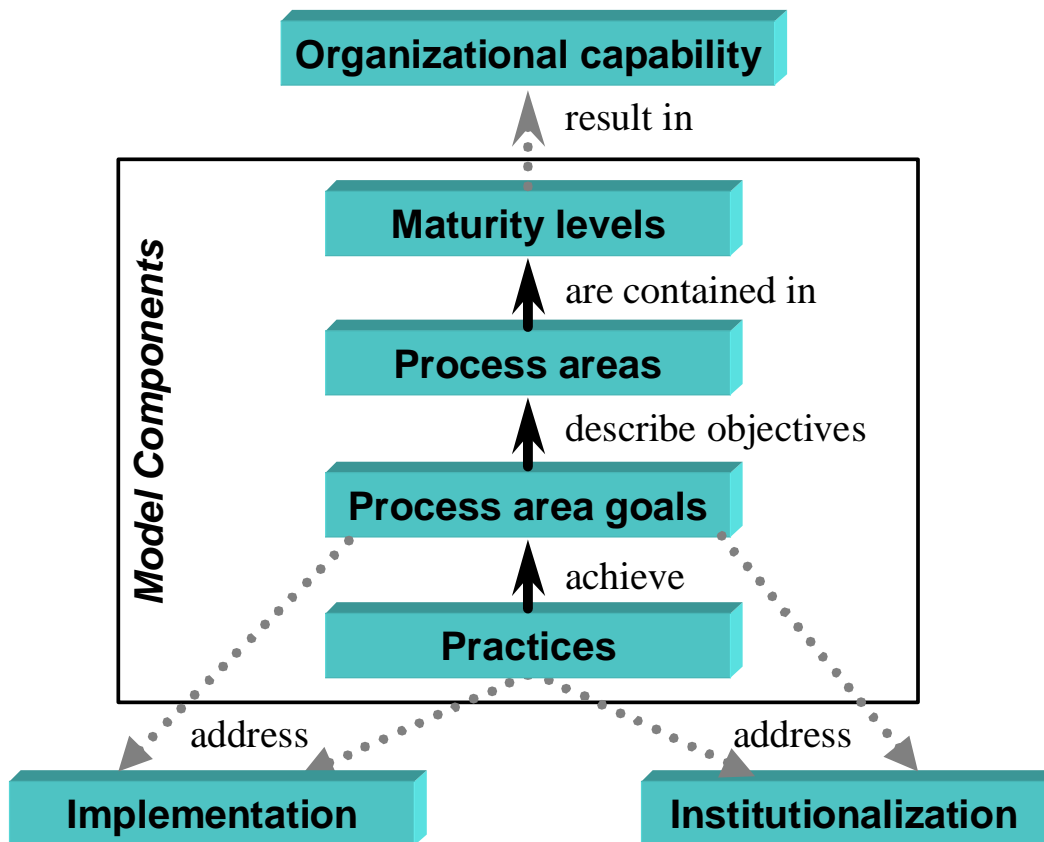 Organizational capability
result in
Maturity levels
are contained in
Process areas
describe objectives
Process area goals
achieve
Practices
Model Components
address
address
Implementation
Institutionalization